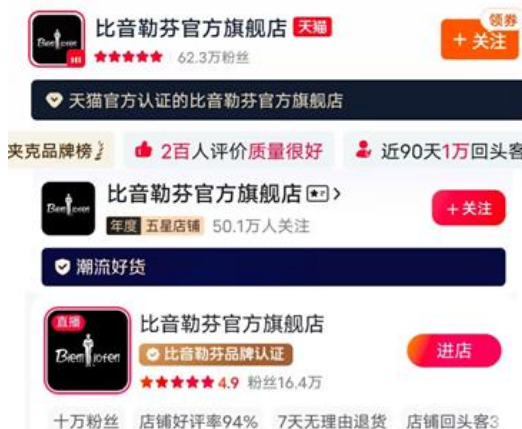 比音勒芬官方旗舰店 天猫
领券
+ 关注
62.3万粉丝
天猫官方认证的比音勒芬官方旗舰店
夹克品牌榜 2百人评价质量很好 近90天1万回头客
比音勒芬官方旗舰店
+ 关注
年度 五星店铺 50.1万人关注
潮流好货
直播
比音勒芬官方旗舰店
比音勒芬品牌认证
进店
4.9 粉丝16.4万
十万粉丝 店铺好评率94% 7天无理由退货 店铺回头客3